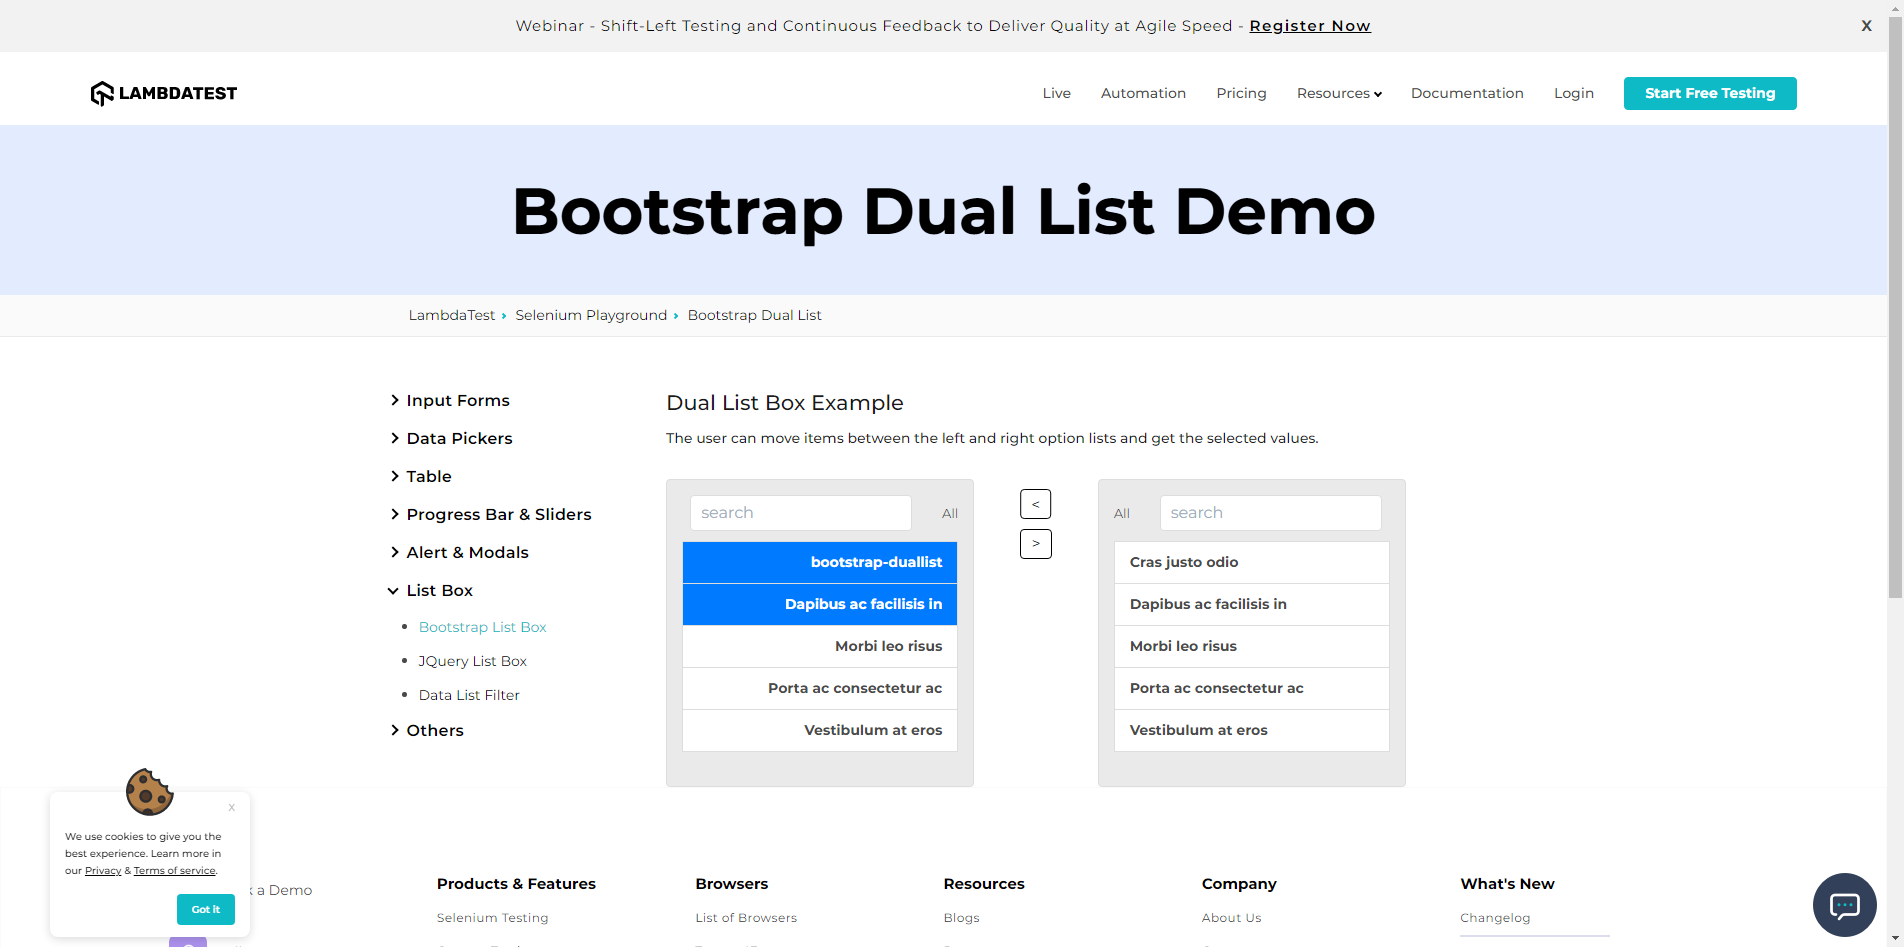 Webinar - Shift-Left Testing and Continuous Feedback to Deliver Quality at Agile Speed - Register Now
X
LAMBDATEST
Live
Automation
Pricing
Resources
Documentation
Login
Start Free Testing
Bootstrap Dual List Demo
LambdaTest › Selenium Playground › Bootstrap Dual List
Input Forms
Data Pickers
Table
Progress Bar & Sliders
Alert & Modals
List Box
Bootstrap List Box
JQuery List Box
Data List Filter
Others
Dual List Box Example
The user can move items between the left and right option lists and get the selected values.
search
All
bootstrap-duallist
Dapibus ac facilisis in
Morbi leo risus
Porta ac consectetur ac
Vestibulum at eros
<
>
All
search
Cras justo odio
Dapibus ac facilisis in
Morbi leo risus
Porta ac consectetur ac
Vestibulum at eros
x
We use cookies to give you the
best experience. Learn more in
our Privacy & Terms of service.
Got it
a Demo
Products & Features
Selenium Testing
Browsers
List of Browsers
Resources
Blogs
Company
About Us
What's New
Changelog